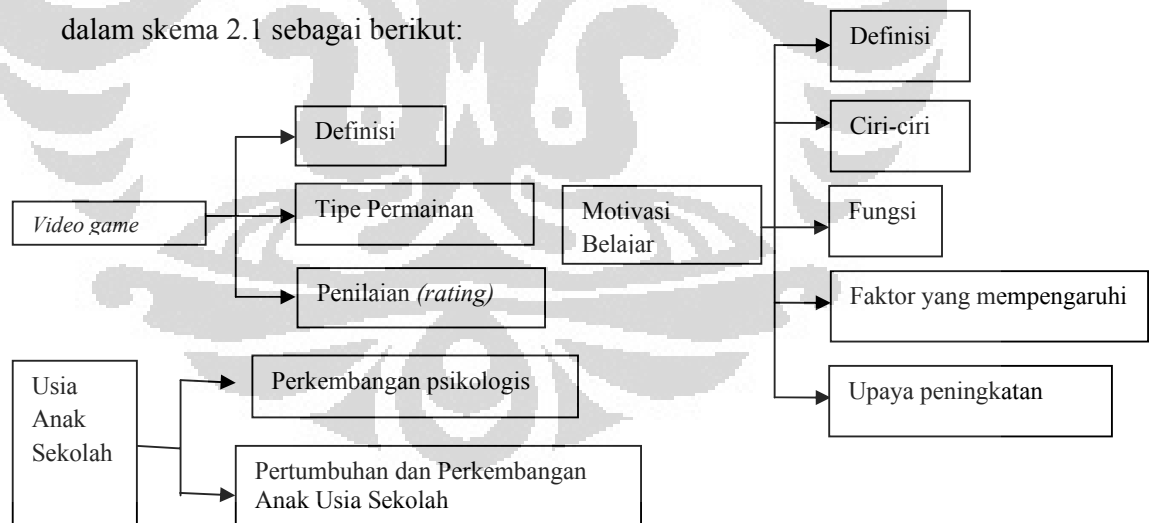 dalam skema 2.1 sebagai berikut:
Video game
Definisi
Tipe Permainan
Penilaian (rating)
Motivasi
Belajar
Definisi
Ciri-ciri
Fungsi
Faktor yang mempengaruhi
Upaya peningkatan
Usia
Anak
Sekolah
Perkembangan psikologis
Pertumbuhan dan Perkembangan
Anak Usia Sekolah